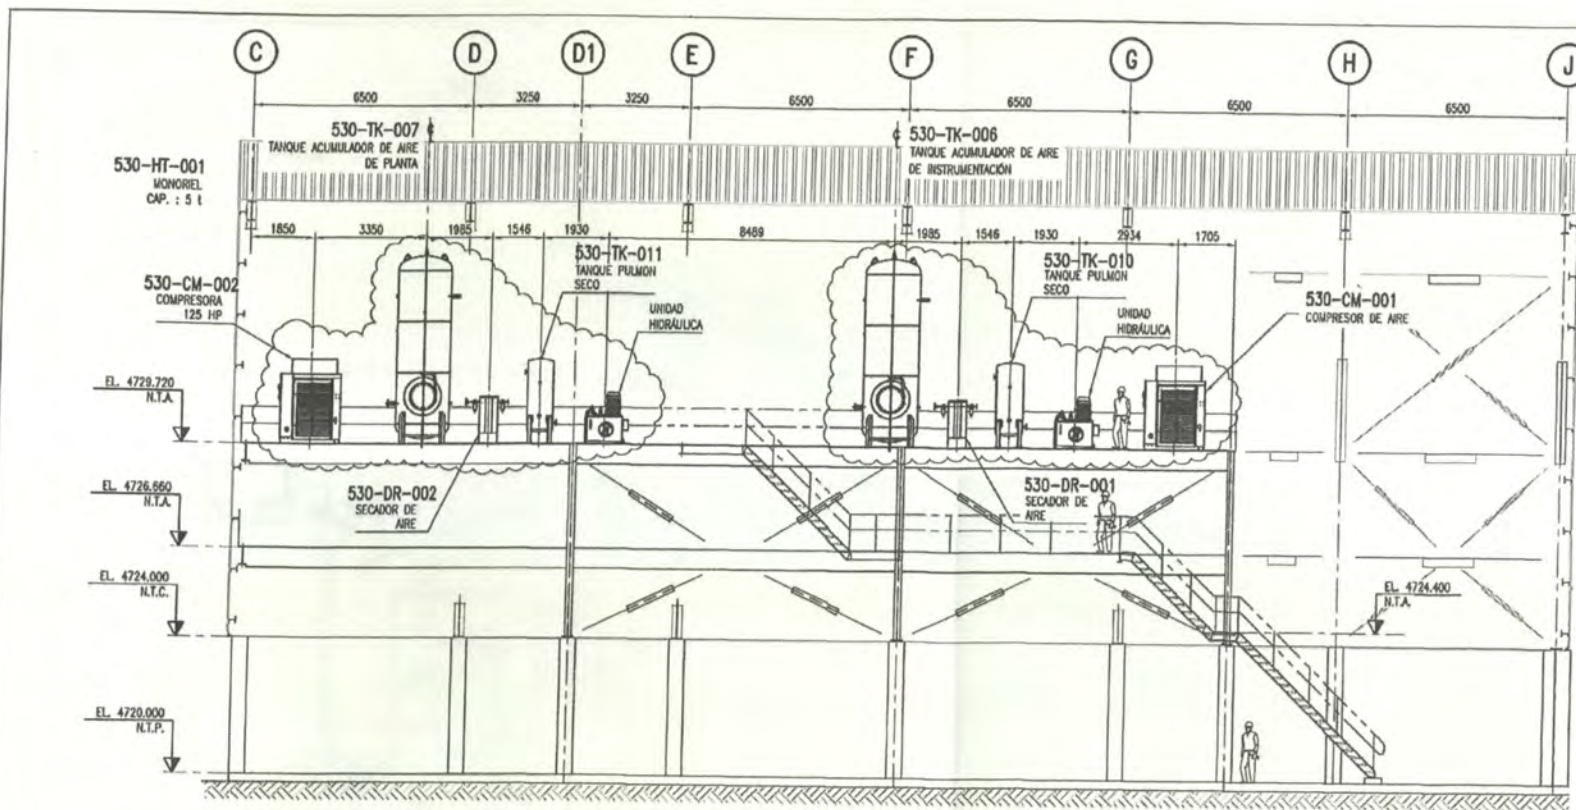 C D D1 E F G H J
6500 3250 3250 6500 6500 6500 6500
530-TK-007
TANQUE ACUMULADOR DE AIRE
DE PLANTA
530-TK-006
TANQUE ACUMULADOR DE AIRE
DE INSTRUMENTACIÓN
530-HT-001
MONORIEL
CAP. : 5 t
1850 3350 1985 1546 1930 8469 1985 1546 1930 2934 1705
530-CM-002
COMPRESORA
125 HP
530-TK-011
TANQUE PULMON
SECO
UNIDAD
HIDRÁULICA
530-TK-010
TANQUE PULMON
SECO
UNIDAD
HIDRÁULICA
530-CM-001
COMPRESOR DE AIRE
EL. 4729.720
N.T.A.
EL. 4726.660
N.T.A.
530-DR-002
SECADOR DE
AIRE
530-DR-001
SECADOR DE
AIRE
EL. 4724.000
N.T.C.
EL. 4724.400
N.T.A.
EL. 4720.000
N.T.P.